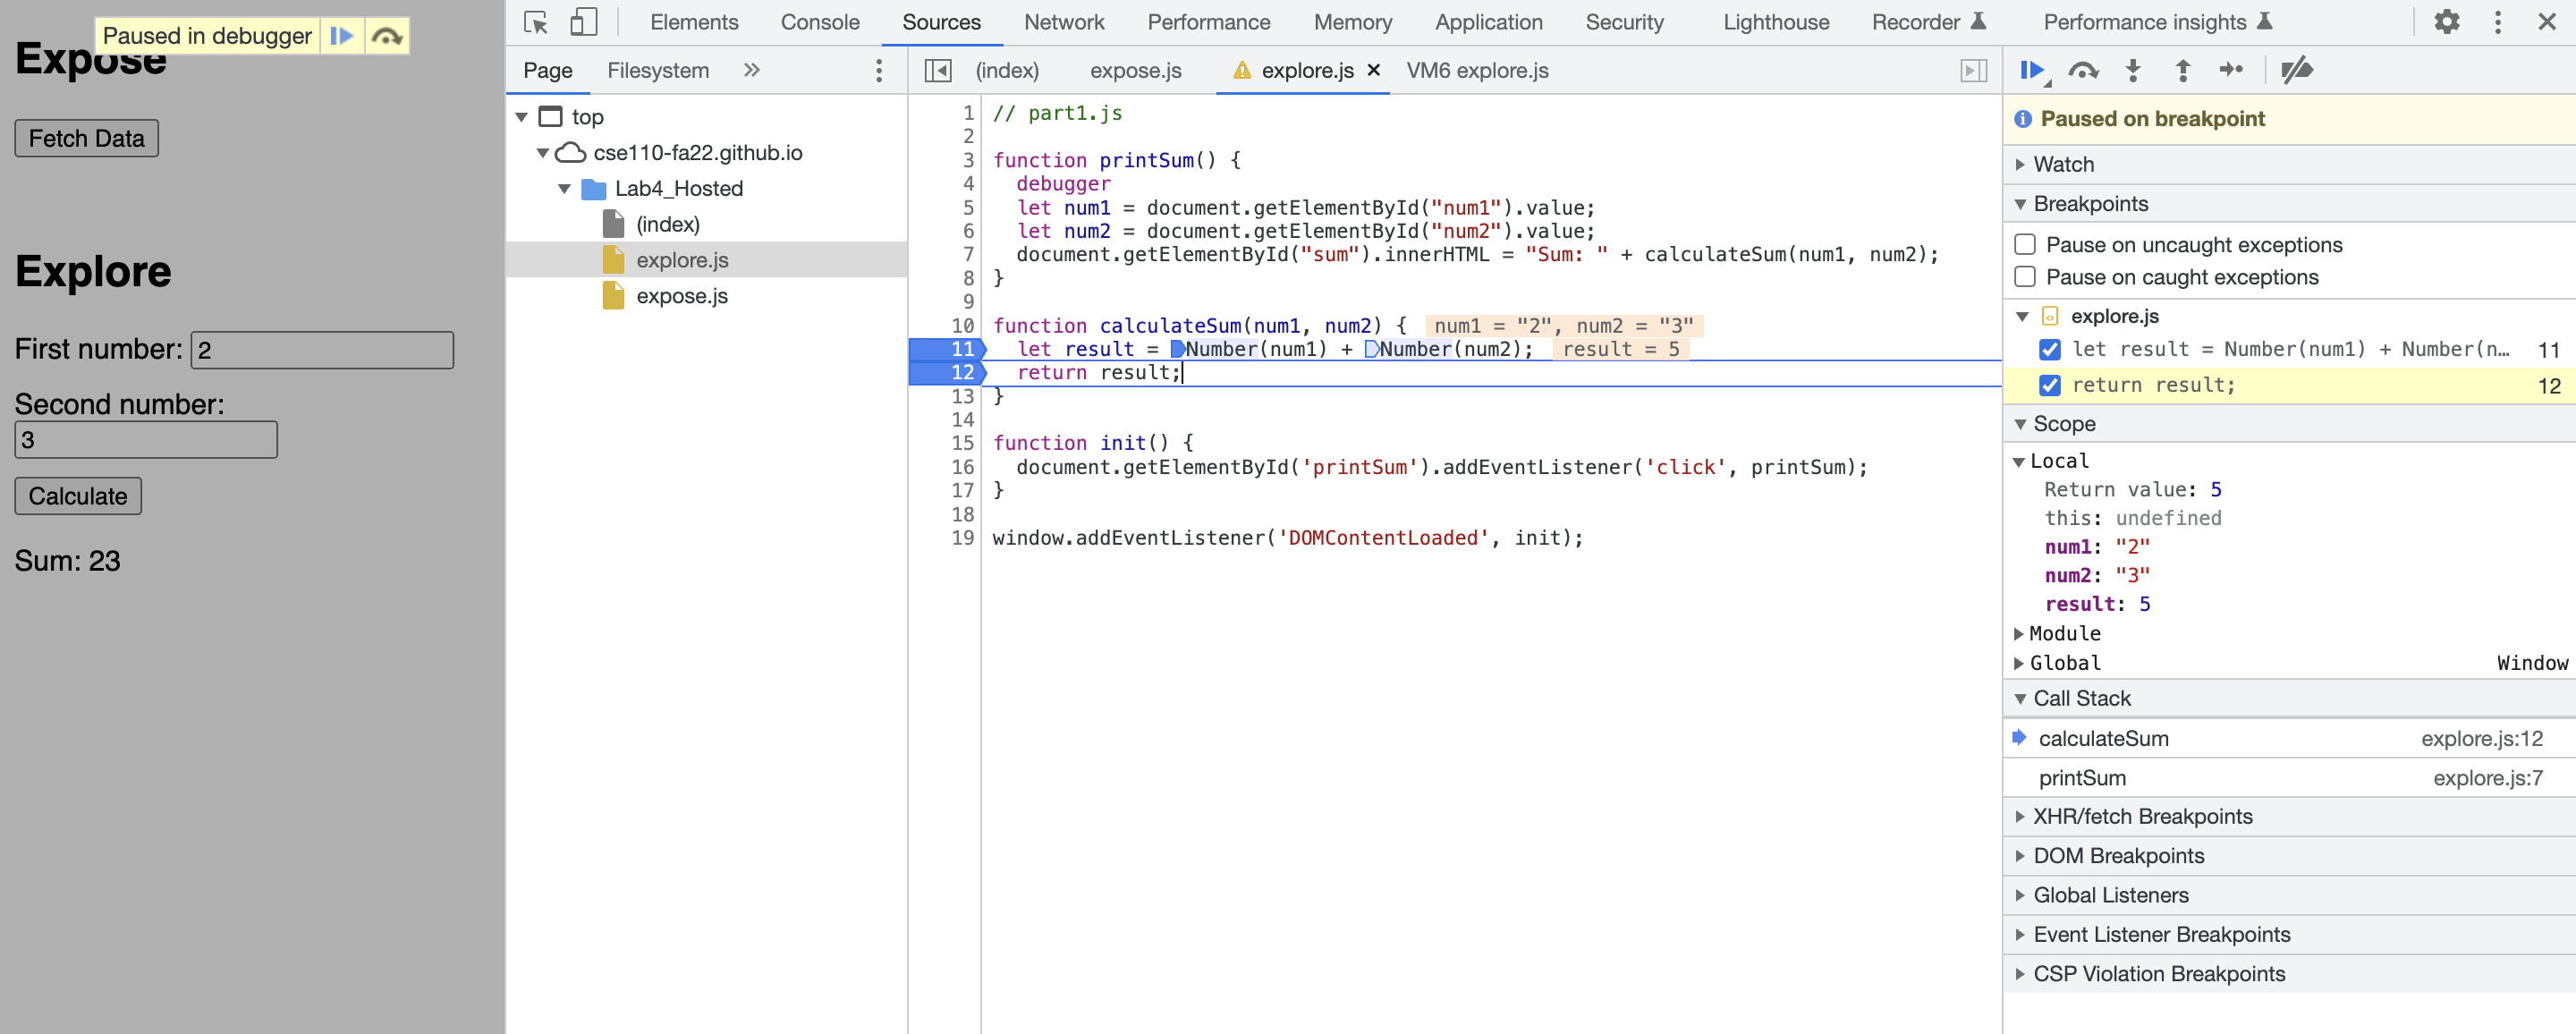 Paused in debugger
Expose
Fetch Data
Explore
First number: 2
Second number:
3
Calculate
Sum: 23
Elements Console Sources Network Performance Memory Application Security Lighthouse Recorder Performance insights
Page Filesystem
top
cse110-fa22.github.io
Lab4_Hosted
(index)
explore.js
expose.js
(index) expose.js explore.js VM6 explore.js
1 // part1.js
2
3 function printSum() {
4 debugger
5 let num1 = document.getElementById("num1").value;
6 let num2 = document.getElementById("num2").value;
7 document.getElementById("sum").innerHTML = "Sum: " + calculateSum(num1, num2);
8 }
9
10 function calculateSum(num1, num2) { num1 = "2", num2 = "3"
11 let result = Number(num1) + Number(num2); result = 5
12 return result;
13 }
14
15 function init() {
16 document.getElementById('printSum').addEventListener('click', printSum);
17 }
18
19 window.addEventListener('DOMContentLoaded', init);
Paused on breakpoint
Watch
Breakpoints
Pause on uncaught exceptions
Pause on caught exceptions
explore.js
let result = Number(num1) + Number(n… 11
return result; 12
Scope
Local
Return value: 5
this: undefined
num1: "2"
num2: "3"
result: 5
Module
Global Window
Call Stack
calculateSum explore.js:12
printSum explore.js:7
XHR/fetch Breakpoints
DOM Breakpoints
Global Listeners
Event Listener Breakpoints
CSP Violation Breakpoints